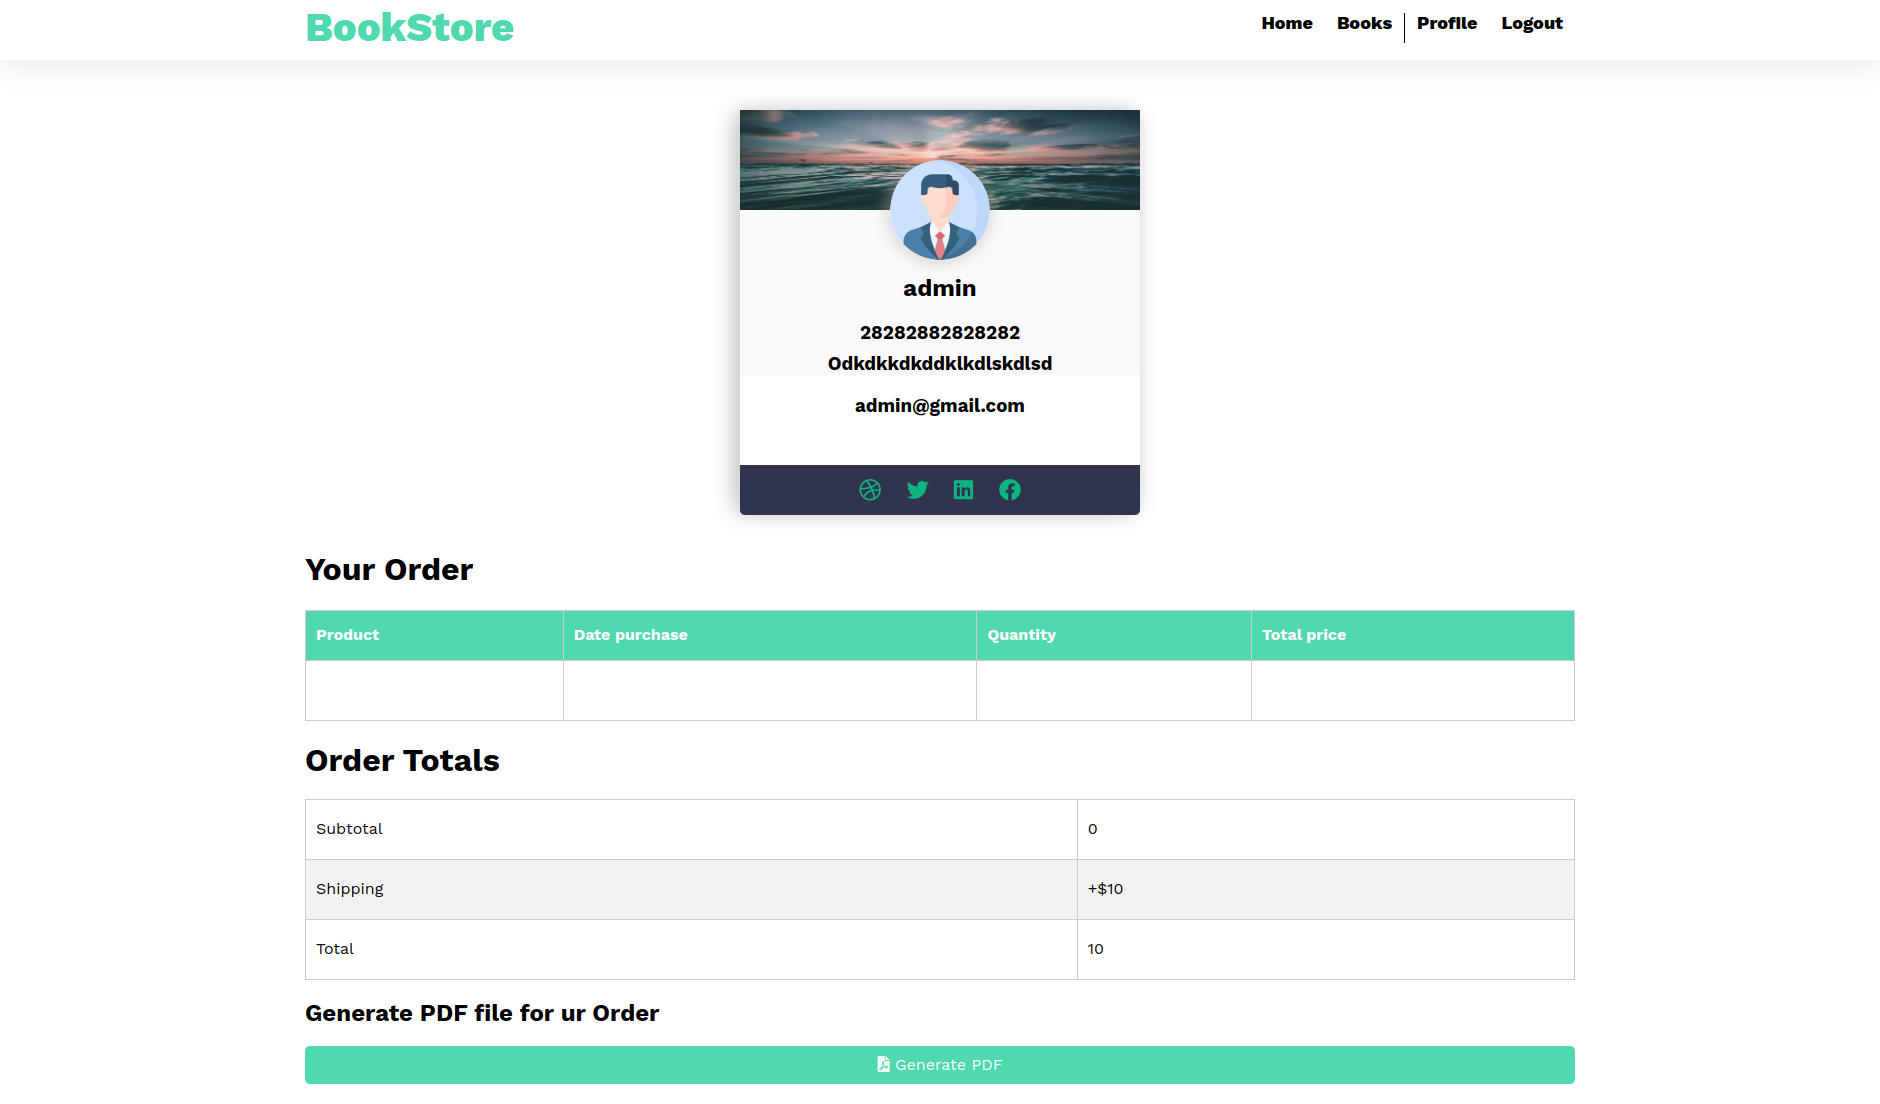 BookStore
Home Books Profile Logout
admin
28282882828282
Odkdkkdkddklkdlskdlsd
admin@gmail.com
Your Order
Product Date purchase Quantity Total price
Order Totals
Subtotal 0
Shipping +$10
Total 10
Generate PDF file for ur Order
Generate PDF